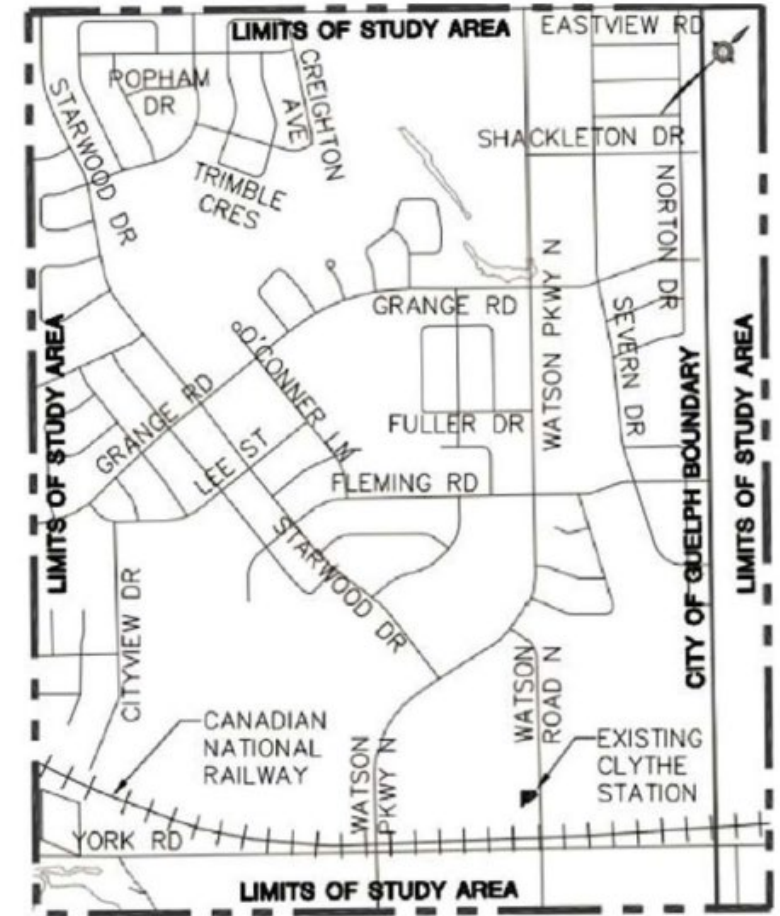 LIMITS OF STUDY AREA
EASTVIEW RD
POPHAM
DR
CREIGHTON
AVE
STARWOOD DR
SHACKLETON DR
TRIMBLE
CRES
NORTON DR
GRANGE RD
WATSON PKWY N
SEVERN DR
O'CONNER LN
LIMITS OF STUDY AREA
LIMITS OF STUDY AREA
CITY OF GUELPH BOUNDARY
GRANGE RD
FULLER DR
LEE ST
FLEMING RD
STARWOOD DR
CITYVIEW DR
WATSON
ROAD N
CANADIAN
NATIONAL
RAILWAY
WATSON
PKWY N
EXISTING
CLYTHE
STATION
YORK RD
LIMITS OF STUDY AREA